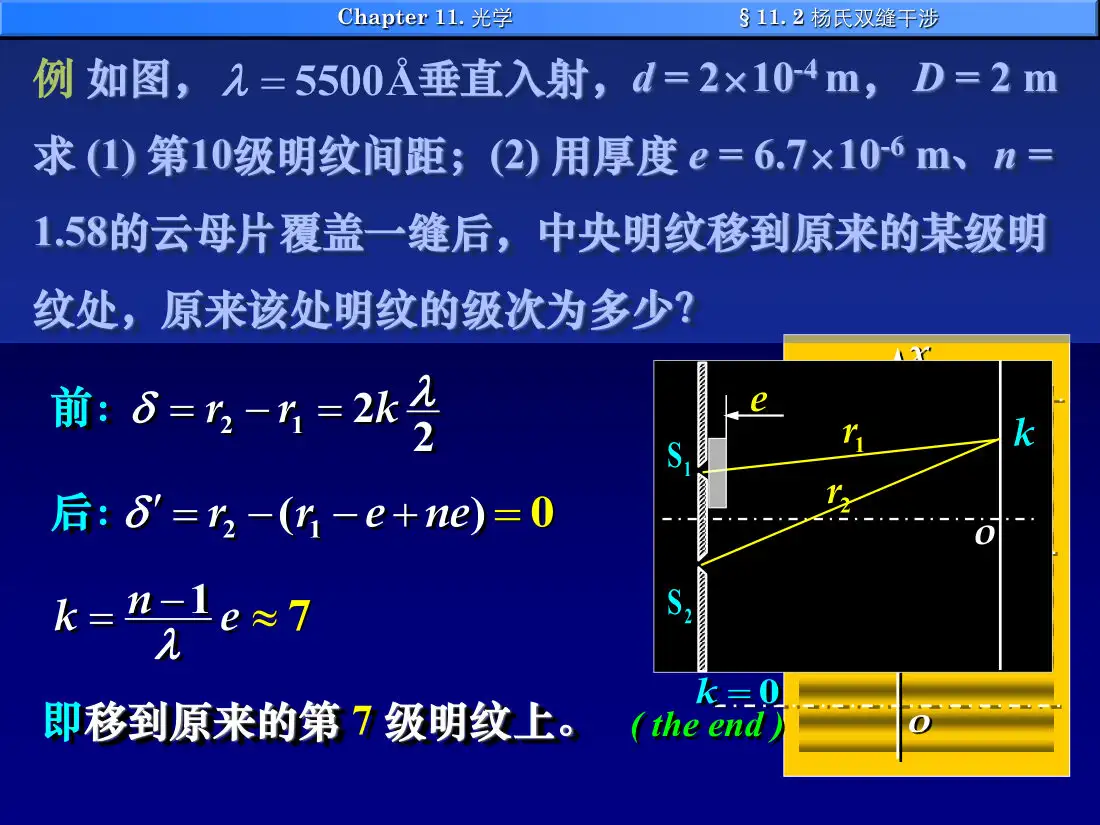 Chapter 11. 光学 §11. 2 杨氏双缝干涉
例 如图，λ = 5500Å垂直入射，d = 2×10⁻⁴ m， D = 2 m
求 (1) 第10级明纹间距；(2) 用厚度 e = 6.7×10⁻⁶ m、n =
1.58的云母片覆盖一缝后，中央明纹移到原来的某级明
纹处，原来该处明纹的级次为多少？
前：δ = r₂ − r₁ = 2k λ/2
后：δ′ = r₂ − (r₁ − e + ne) = 0
k = (n − 1)/λ e ≈ 7
即移到原来的第 7 级明纹上。
x
e
r₁
k
S₁
r₂
o
S₂
k = 0
( the end )
o